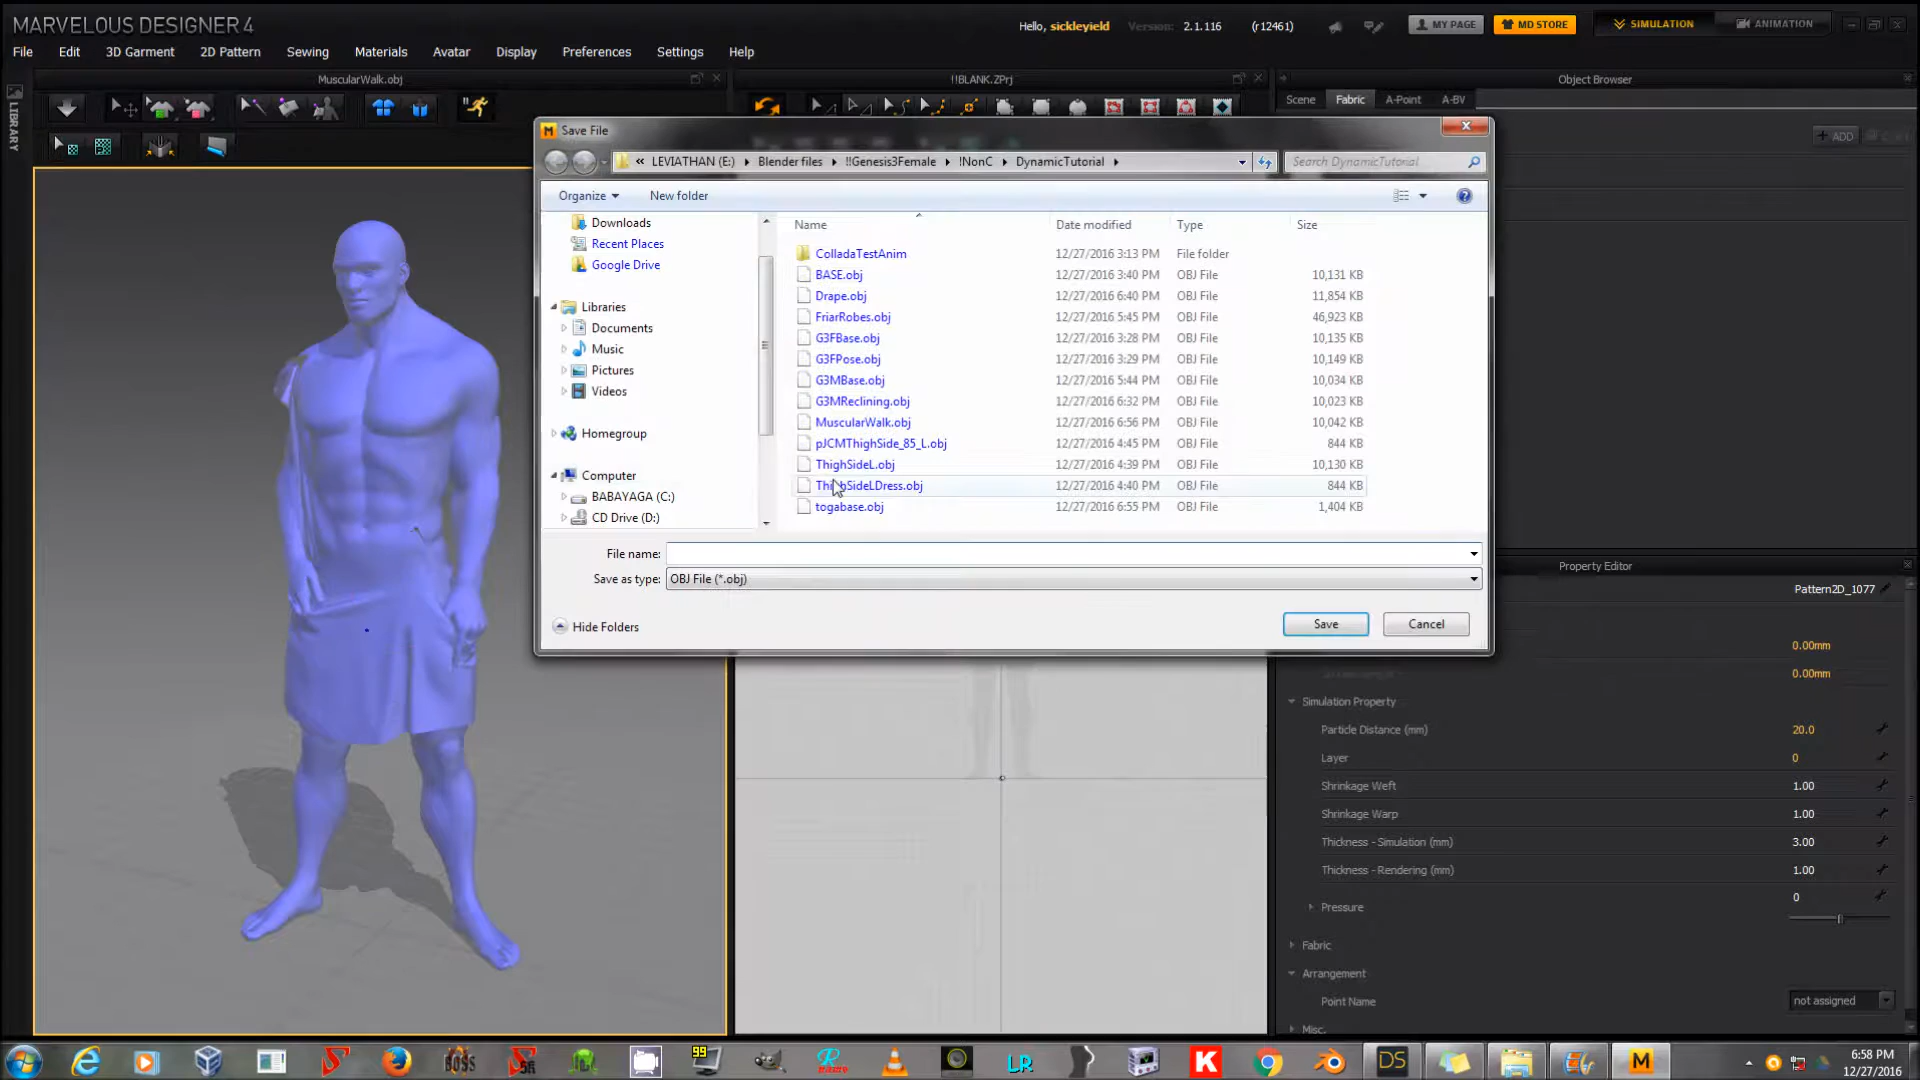 MARVELOUS DESIGNER 4
Hello, sickleyield Version: 2.1.116 (r12461) MY PAGE MD STORE SIMULATION ANIMATION
File Edit 3D Garment 2D Pattern Sewing Materials Avatar Display Preferences Settings Help
MuscularWalk.obj !!BLANK.ZPrj Object Browser
LIBRARY
Scene Fabric A-Point A-BV
+ ADD
Save File
« LEVIATHAN (E:) Blender files !!Genesis3Female !NonC DynamicTutorial Search DynamicTutorial
Organize New folder
Name Date modified Type Size
Downloads
Recent Places
Google Drive
Libraries
Documents
Music
Pictures
Videos
Homegroup
Computer
BABAYAGA (C:)
CD Drive (D:)
ColladaTestAnim 12/27/2016 3:13 PM File folder
BASE.obj 12/27/2016 3:40 PM OBJ File 10,131 KB
Drape.obj 12/27/2016 6:40 PM OBJ File 11,854 KB
FriarRobes.obj 12/27/2016 5:45 PM OBJ File 46,923 KB
G3FBase.obj 12/27/2016 3:28 PM OBJ File 10,135 KB
G3FPose.obj 12/27/2016 3:29 PM OBJ File 10,149 KB
G3MBase.obj 12/27/2016 5:44 PM OBJ File 10,034 KB
G3MReclining.obj 12/27/2016 6:32 PM OBJ File 10,023 KB
MuscularWalk.obj 12/27/2016 6:56 PM OBJ File 10,042 KB
pJCMThighSide_85_L.obj 12/27/2016 4:45 PM OBJ File 844 KB
ThighSideL.obj 12/27/2016 4:39 PM OBJ File 10,130 KB
ThighSideLDress.obj 12/27/2016 4:40 PM OBJ File 844 KB
togabase.obj 12/27/2016 6:55 PM OBJ File 1,404 KB
File name:
Save as type: OBJ File (*.obj)
Hide Folders Save Cancel
Property Editor
Pattern2D_1077
0.00mm
0.00mm
Simulation Property
Particle Distance (mm) 20.0
Layer 0
Shrinkage Weft 1.00
Shrinkage Warp 1.00
Thickness - Simulation (mm) 3.00
Thickness - Rendering (mm) 1.00
Pressure 0
Fabric
Arrangement
Point Name not assigned
Misc.
99 LR K DS M
6:58 PM
12/27/2016